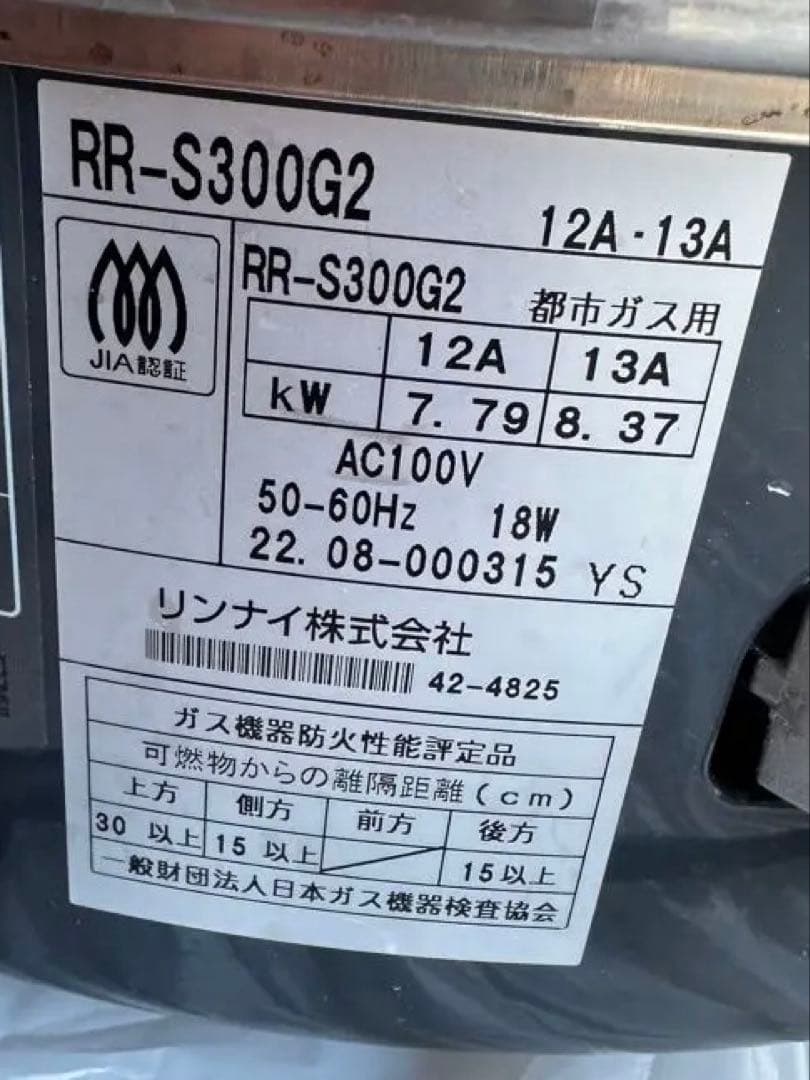 RR-S300G2
12A-13A
JIA認証
RR-S300G2 都市ガス用
12A 13A
kW 7.79 8.37
AC100V
50-60Hz 18W
22.08-000315 YS
リンナイ株式会社
42-4825
ガス機器防火性能評定品
可燃物からの離隔距離(cm)
上方 側方 前方 後方
30 以上 15 以上 15以上
一般財団法人日本ガス機器検査協会